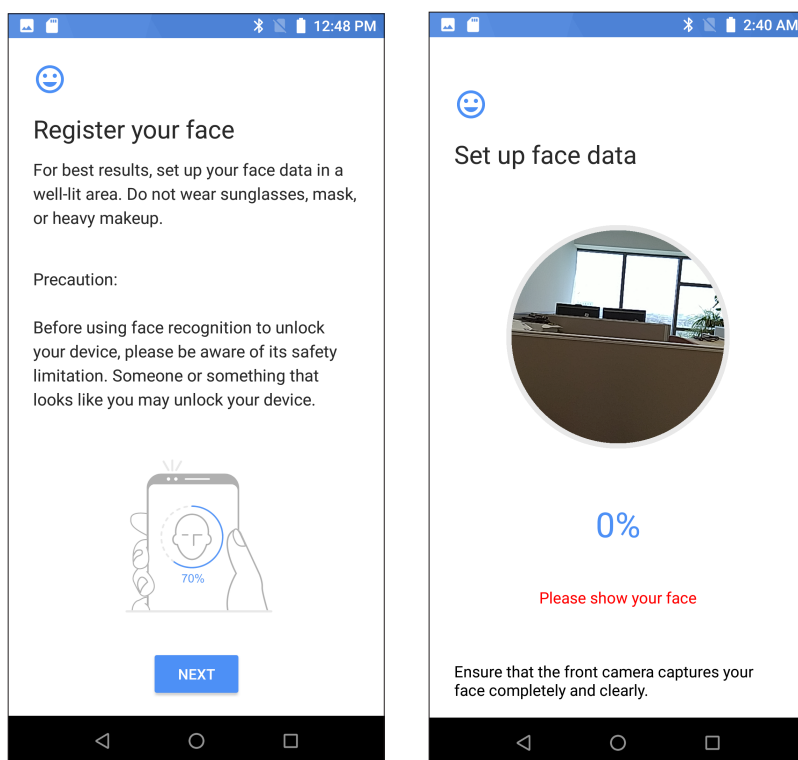 12:48 PM
Register your face
For best results, set up your face data in a
well-lit area. Do not wear sunglasses, mask,
or heavy makeup.
Precaution:
Before using face recognition to unlock
your device, please be aware of its safety
limitation. Someone or something that
looks like you may unlock your device.
70%
NEXT
2:40 AM
Set up face data
0%
Please show your face
Ensure that the front camera captures your
face completely and clearly.